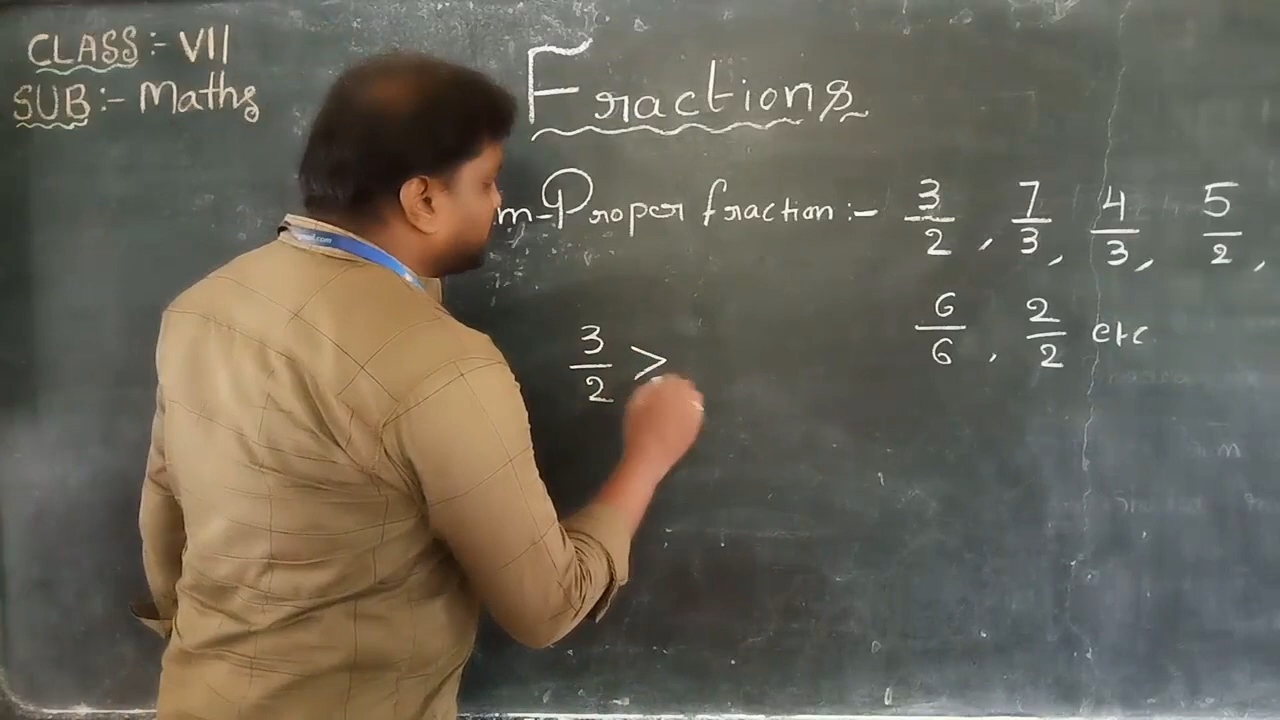 CLASS:- VII
SUB:- Maths
Fractions
m-Proper fraction:- 3/2, 7/3, 4/3, 5/2,
6/6, 2/2 etc
3/2 >